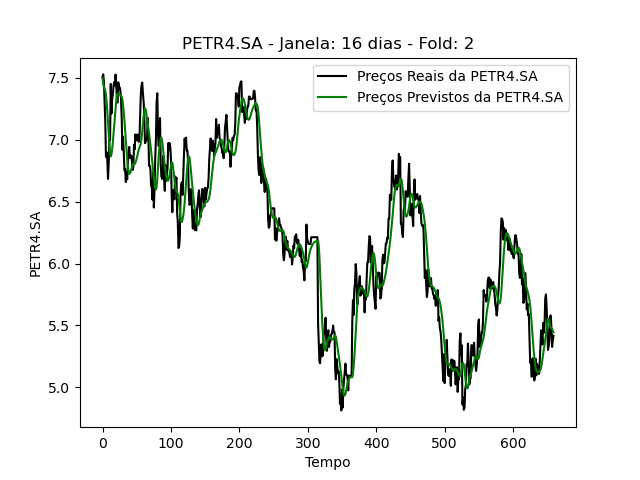 PETR4.SA - Janela: 16 dias - Fold: 2
Preços Reais da PETR4.SA
Preços Previstos da PETR4.SA
7.5
7.0
6.5
6.0
5.5
5.0
PETR4.SA
0 100 200 300 400 500 600
Tempo